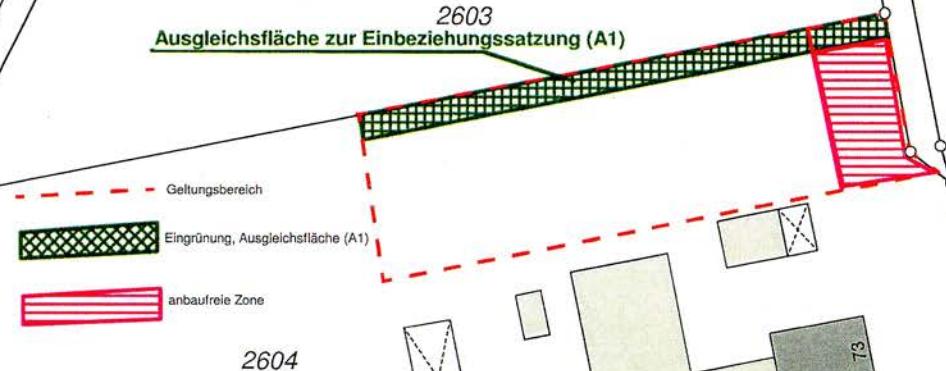 2603
Ausgleichsfläche zur Einbeziehungssatzung (A1)
Geltungsbereich
Eingrünung, Ausgleichsfläche (A1)
anbaufreie Zone
2604
73